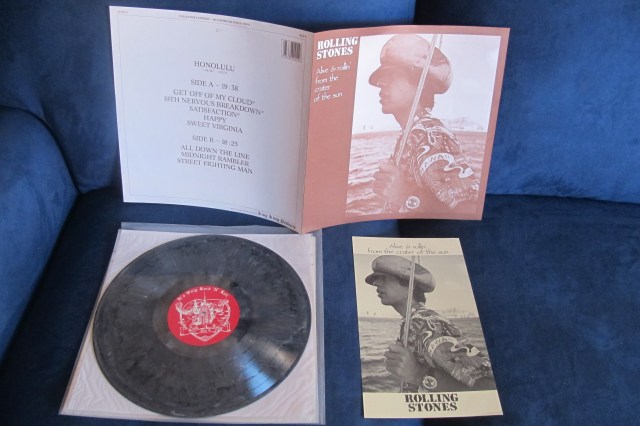 HONOLULU
SIDE A - 19:38
GET OFF OF MY CLOUD*
19TH NERVOUS BREAKDOWN*
SATISFACTION*
HAPPY
SWEET VIRGINIA
SIDE B - 18:25
ALL DOWN THE LINE
MIDNIGHT RAMBLER
STREET FIGHTING MAN
ROLLING
STONES
Alive & rollin
from the
crater
of the sun
Alive & rollin
from the crater of the sun
ROLLING
STONES